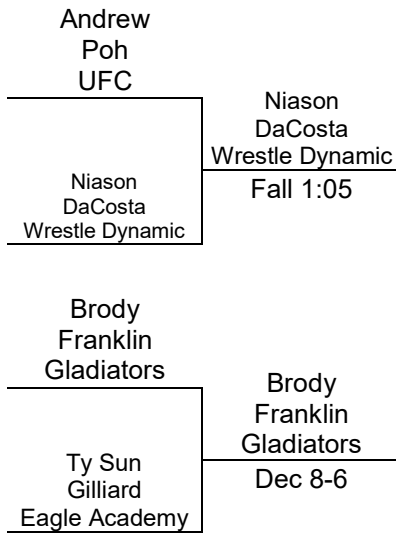 Andrew
Poh
UFC
Niason
DaCosta
Wrestle Dynamic
Niason
DaCosta
Wrestle Dynamic
Fall 1:05
Brody
Franklin
Gladiators
Ty Sun
Gilliard
Eagle Academy
Brody
Franklin
Gladiators
Dec 8-6